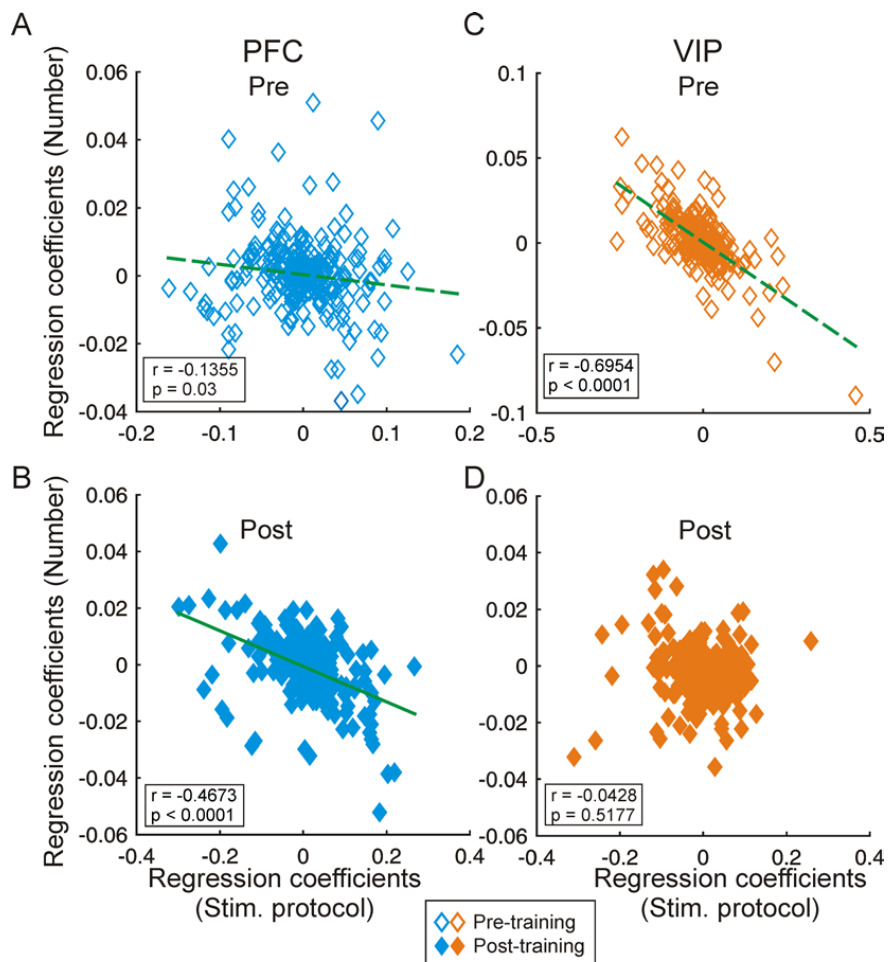 A
PFC
Pre
Regression coefficients (Number)
0.06
0.04
0.02
0
-0.02
-0.04
r = -0.1355
p = 0.03
-0.2
-0.1
0
0.1
0.2
C
VIP
Pre
0.1
0.05
0
-0.05
-0.1
r = -0.6954
p < 0.0001
-0.5
0
0.5
B
Post
Regression coefficients (Number)
0.06
0.04
0.02
0
-0.02
-0.04
-0.06
r = -0.4673
p < 0.0001
-0.4
-0.2
0
0.2
0.4
Regression coefficients
(Stim. protocol)
D
Post
0.06
0.04
0.02
0
-0.02
-0.04
-0.06
r = -0.0428
p = 0.5177
-0.4
-0.2
0
0.2
0.4
Regression coefficients
(Stim. protocol)
Pre-training
Post-training